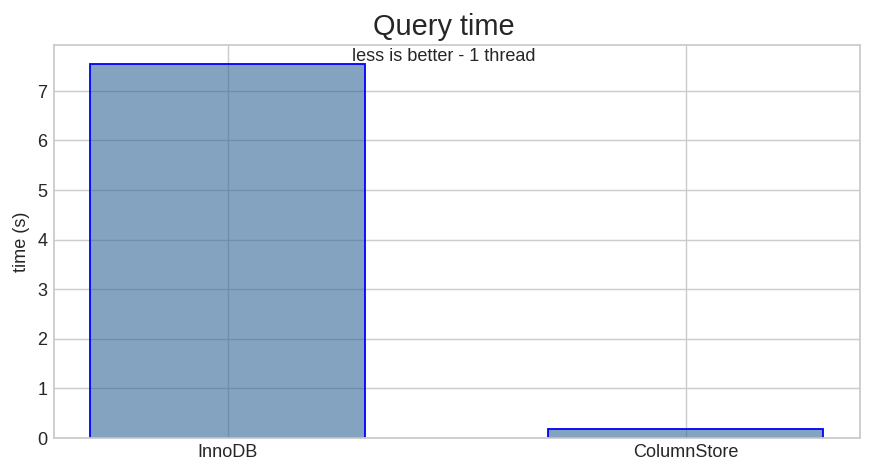 Query time
less is better - 1 thread
time (s)
7
6
5
4
3
2
1
0
InnoDB
ColumnStore